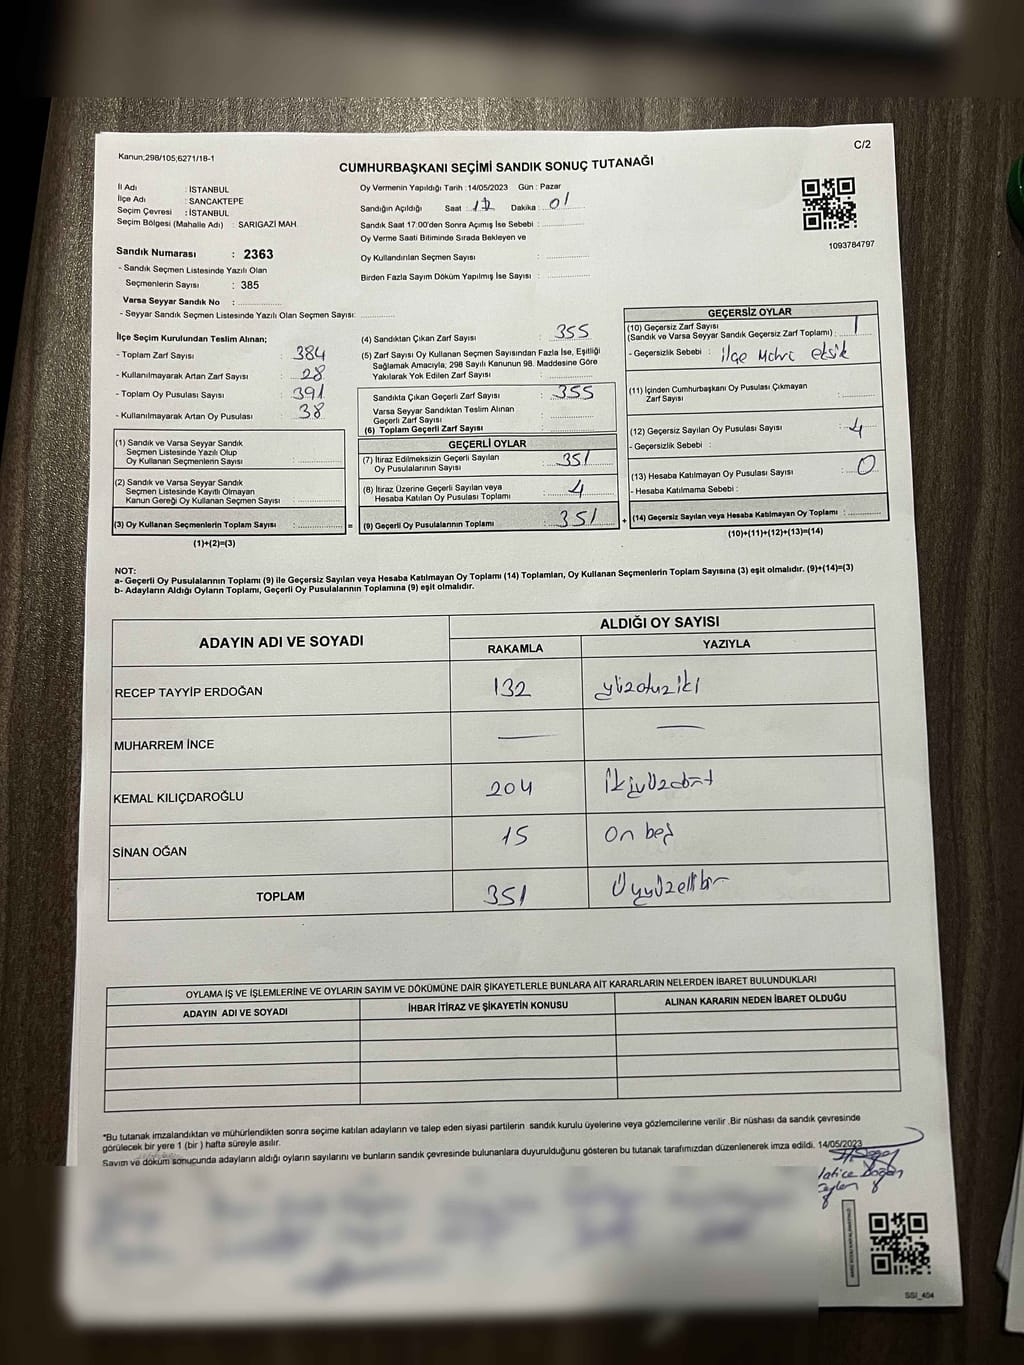 Kanun,298/105,6271/18-1
C/2
CUMHURBAŞKANI SEÇİMİ SANDIK SONUÇ TUTANAĞI
İl Adı : İSTANBUL
İlçe Adı : SANCAKTEPE
Seçim Çevresi : İSTANBUL
Seçim Bölgesi (Mahalle Adı) : SARIGAZİ MAH
Sandık Numarası : 2363
- Sandık Seçmen Listesinde Yazılı Olan
Seçmenlerin Sayısı : 385
Varsa Seyyar Sandık No :
- Seyyar Sandık Seçmen Listesinde Yazılı Olan Seçmen Sayısı:
Oy Vermenin Yapıldığı Tarih :14/05/2023 Gün : Pazar
Sandığın Açıldığı Saat : Dakika : 01
Sandık Saat 17:00'den Sonra Açımış İse Sebebi :
Oy Verme Saati Bitiminde Sırada Bekleyen ve
Oy Kullandırılan Seçmen Sayısı :
Birden Fazla Sayım Döküm Yapılmış İse Sayısı :
1093784797
İlçe Seçim Kurulundan Teslim Alınan;
- Toplam Zarf Sayısı : 384
- Kullanılmayarak Artan Zarf Sayısı : 28
- Toplam Oy Pusulası Sayısı : 391
- Kullanılmayarak Artan Oy Pusulası : 38
(1) Sandık ve Varsa Seyyar Sandık
Seçmen Listesinde Yazılı Olup
Oy Kullanan Seçmenlerin Sayısı :
(2) Sandık ve Varsa Seyyar Sandık
Seçmen Listesinde Kayıtlı Olmayan
Kanun Gereği Oy Kullanan Seçmen Sayısı :
(3) Oy Kullanan Seçmenlerin Toplam Sayısı : =
(1)+(2)=(3)
(4) Sandıktan Çıkan Zarf Sayısı : 355
(5) Zarf Sayısı Oy Kullanan Seçmen Sayısından Fazla İse, Eşitliği
Sağlamak Amacıyla; 298 Sayılı Kanunun 98. Maddesine Göre
Yakılarak Yok Edilen Zarf Sayısı :
Sandıkta Çıkan Geçerli Zarf Sayısı : 355
Varsa Seyyar Sandıktan Teslim Alınan
Geçerli Zarf Sayısı :
(6) Toplam Geçerli Zarf Sayısı :
GEÇERLİ OYLAR
(7) İtiraz Edilmeksizin Geçerli Sayılan
Oy Pusulalarının Sayısı : 351
(8) İtiraz Üzerine Geçerli Sayılan veya
Hesaba Katılan Oy Pusulası Toplamı : 4
(9) Geçerli Oy Pusulalarının Toplamı : 351 +
GEÇERSİZ OYLAR
(10) Geçersiz Zarf Sayısı
(Sandık ve Varsa Seyyar Sandık Geçersiz Zarf Toplamı) : 1
- Geçersizlik Sebebi : ilçe Mührü eksik
(11) İçinden Cumhurbaşkanı Oy Pusulası Çıkmayan
Zarf Sayısı :
(12) Geçersiz Sayılan Oy Pusulası Sayısı : 4
- Geçersizlik Sebebi :
(13) Hesaba Katılmayan Oy Pusulası Sayısı : 0
- Hesaba Katılmama Sebebi :
(14) Geçersiz Sayılan veya Hesaba Katılmayan Oy Toplamı :
(10)+(11)+(12)+(13)=(14)
NOT:
a- Geçerli Oy Pusulalarının Toplamı (9) ile Geçersiz Sayılan veya Hesaba Katılmayan Oy Toplamı (14) Toplamları, Oy Kullanan Seçmenlerin Toplam Sayısına (3) eşit olmalıdır. (9)+(14)=(3)
b- Adayların Aldığı Oyların Toplamı, Geçerli Oy Pusulalarının Toplamına (9) eşit olmalıdır.
ADAYIN ADI VE SOYADI
ALDIĞI OY SAYISI
RAKAMLA YAZIYLA
RECEP TAYYİP ERDOĞAN 132 yüzotuziki
MUHARREM İNCE — —
KEMAL KILIÇDAROĞLU 204 İkiyüzdört
SİNAN OĞAN 15 On beş
TOPLAM 351 Üçyüzellibir
OYLAMA İŞ VE İŞLEMLERİNE VE OYLARIN SAYIM VE DÖKÜMÜNE DAİR ŞİKAYETLERLE BUNLARA AİT KARARLARIN NELERDEN İBARET BULUNDUKLARI
ADAYIN ADI VE SOYADI İHBAR İTİRAZ VE ŞİKAYETİN KONUSU ALINAN KARARIN NEDEN İBARET OLDUĞU
*Bu tutanak imzalandıktan ve mühürlendikten sonra seçime katılan adayların ve talep eden siyasi partilerin sandık kurulu üyelerine veya gözlemcilerine verilir .Bir nüshası da sandık çevresinde
görülecek bir yere 1 (bir ) hafta süreyle asılır.
Sayım ve döküm sonucunda adayların aldığı oyların sayılarını ve bunların sandık çevresinde bulunanlara duyurulduğunu gösteren bu tutanak tarafımızdan düzenlenerek imza edildi. 14/05/2023
SSİ_404